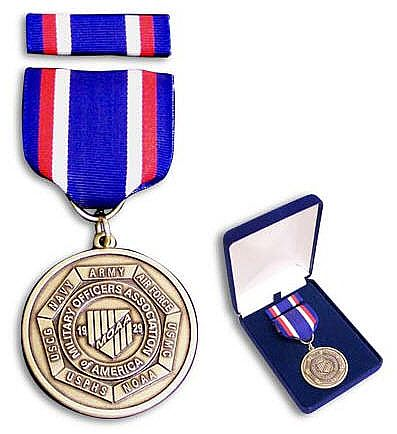 ARMY
AIR FORCE
USMC
NOAA
USPHS
USCG
NAVY
MILITARY OFFICERS ASSOCIATION
of AMERICA
19 29
MOAA